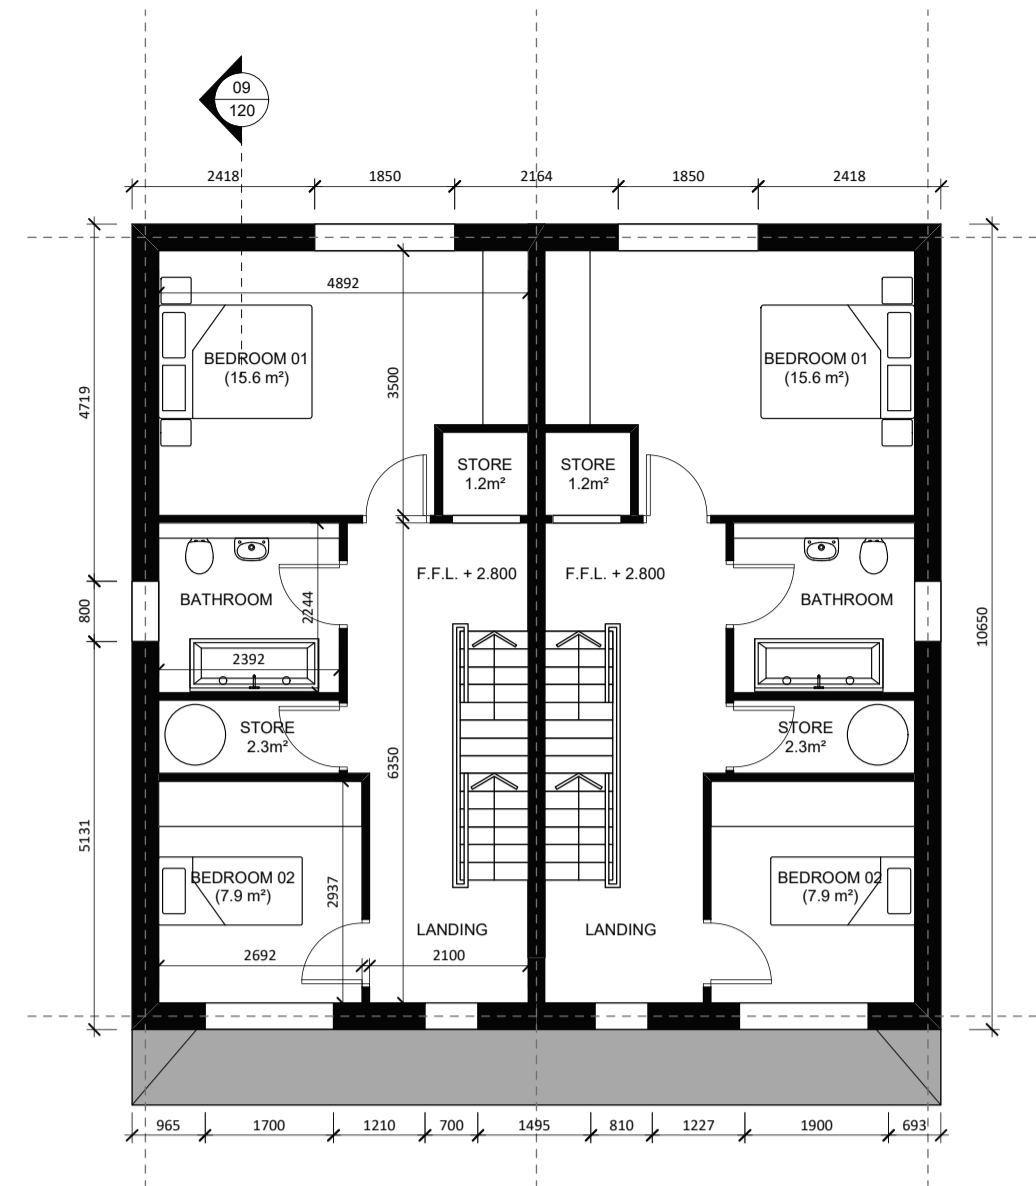 09
120
2418 1850 2164 1850 2418
4892
BEDROOM 01
(15.6 m²)
BEDROOM 01
(15.6 m²)
3500
4719
STORE
1.2m²
STORE
1.2m²
F.F.L. + 2.800
F.F.L. + 2.800
BATHROOM
BATHROOM
2244
800
10650
2392
STORE
2.3m²
STORE
2.3m²
6350
5131
BEDROOM 02
(7.9 m²)
BEDROOM 02
(7.9 m²)
2937
LANDING
LANDING
2692
2100
965 1700 1210 700 1495 810 1227 1900 693